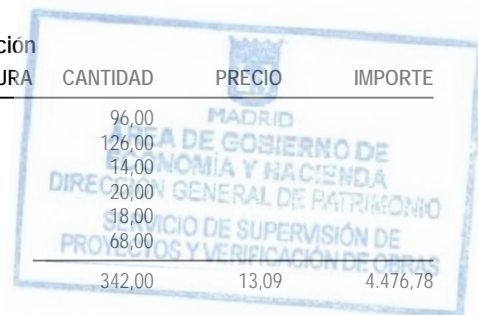 ción
URA CANTIDAD PRECIO IMPORTE
96,00
126,00
14,00
20,00
18,00
68,00
342,00 13,09 4.476,78
MADRID
ÁREA DE GOBIERNO DE
ECONOMÍA Y HACIENDA
DIRECCIÓN GENERAL DE PATRIMONIO
SERVICIO DE SUPERVISIÓN DE
PROYECTOS Y VERIFICACIÓN DE OBRAS